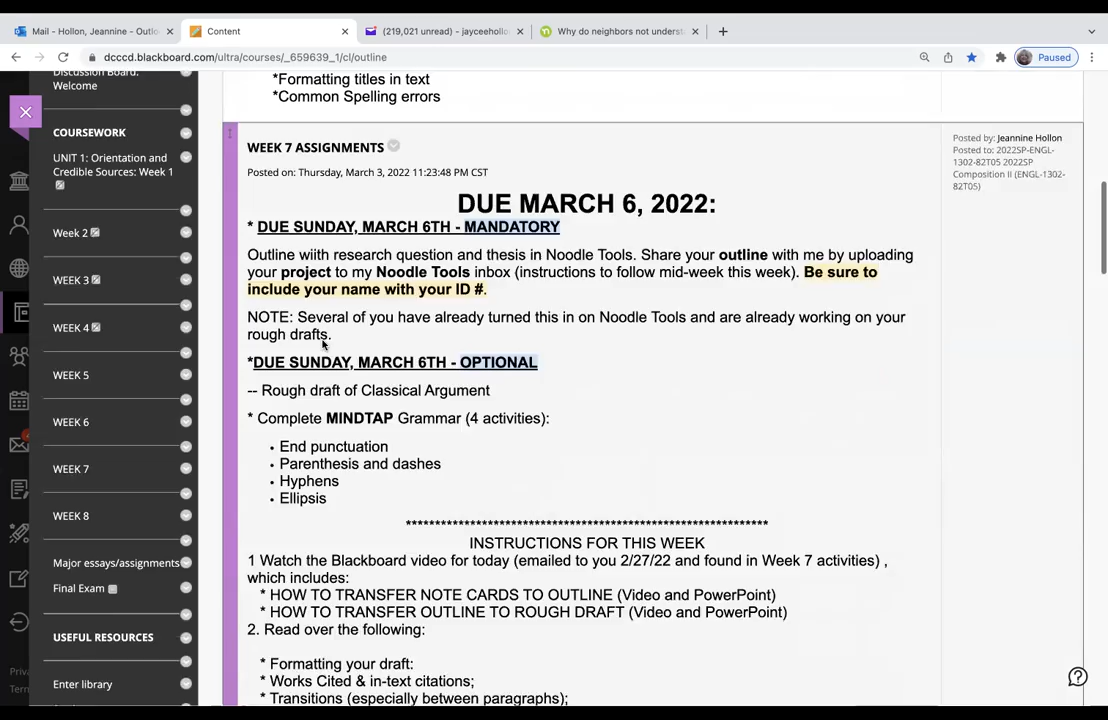 Mail - Hollon, Jeannine - Outlo
Content
(219,021 unread) - jayceehollo
Why do neighbors not underst
dcccd.blackboard.com/ultra/courses/_659639_1/cl/outline
Paused
Discussion Board:
Welcome
COURSEWORK
UNIT 1: Orientation and
Credible Sources: Week 1
Week 2
WEEK 3
WEEK 4
WEEK 5
WEEK 6
WEEK 7
WEEK 8
Major essays/assignments
Final Exam
USEFUL RESOURCES
Enter library
Priva
Term
*Formatting titles in text
*Common Spelling errors
WEEK 7 ASSIGNMENTS
Posted on: Thursday, March 3, 2022 11:23:48 PM CST
DUE MARCH 6, 2022:
* DUE SUNDAY, MARCH 6TH - MANDATORY
Outline wiith research question and thesis in Noodle Tools. Share your outline with me by uploading
your project to my Noodle Tools inbox (instructions to follow mid-week this week). Be sure to
include your name with your ID #.
NOTE: Several of you have already turned this in on Noodle Tools and are already working on your
rough drafts.
*DUE SUNDAY, MARCH 6TH - OPTIONAL
-- Rough draft of Classical Argument
* Complete MINDTAP Grammar (4 activities):
• End punctuation
• Parenthesis and dashes
• Hyphens
• Ellipsis
******************************************************************
INSTRUCTIONS FOR THIS WEEK
1 Watch the Blackboard video for today (emailed to you 2/27/22 and found in Week 7 activities) ,
which includes:
* HOW TO TRANSFER NOTE CARDS TO OUTLINE (Video and PowerPoint)
* HOW TO TRANSFER OUTLINE TO ROUGH DRAFT (Video and PowerPoint)
2. Read over the following:
* Formatting your draft:
* Works Cited & in-text citations;
* Transitions (especially between paragraphs);
Posted by: Jeannine Hollon
Posted to: 2022SP-ENGL-
1302-82T05 2022SP
Composition II (ENGL-1302-
82T05)